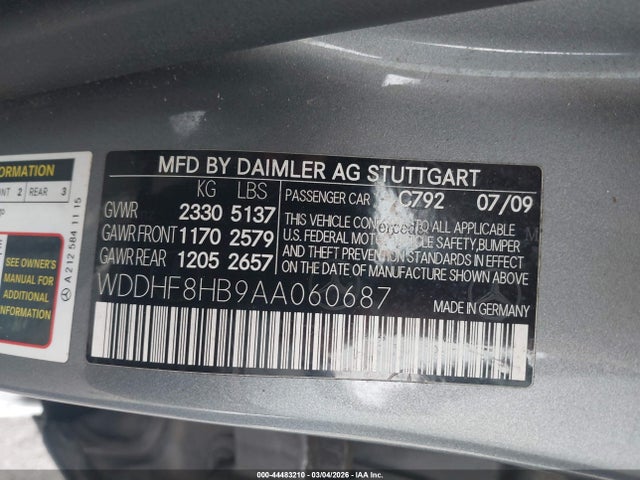 FORMATION
2 REAR 3
SEE OWNER'S
MANUAL FOR
ADDITIONAL
INFORMATION
A 212 584 11 15
MFD BY DAIMLER AG STUTTGART
KG LBS
PASSENGER CAR C792 07/09
GVWR 2330 5137
GAWR FRONT 1170 2579
GAWR REAR 1205 2657
THIS VEHICLE CONFORMED TO ALL APPLICABLE
U.S. FEDERAL MOTOR VEHICLE SAFETY, BUMPER
AND THEFT PREVENTION STANDARDS IN EFFECT
ON THE DATE OF MANUFACTURE SHOWN ABOVE.
WDDHF8HB9AA060687
MADE IN GERMANY
000-44483210 - 03/04/2026 - IAA Inc.